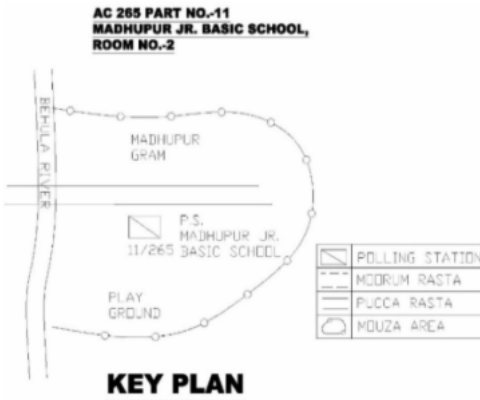 AC 265 PART NO.-11
MADHUPUR JR. BASIC SCHOOL,
ROOM NO.-2
BEHULA RIVER
MADHUPUR
GRAM
P.S.
MADHUPUR JR.
11/265 BASIC SCHOOL
PLAY
GROUND
POLLING STATION
MOORUM RASTA
PUCCA RASTA
MOUZA AREA
KEY PLAN